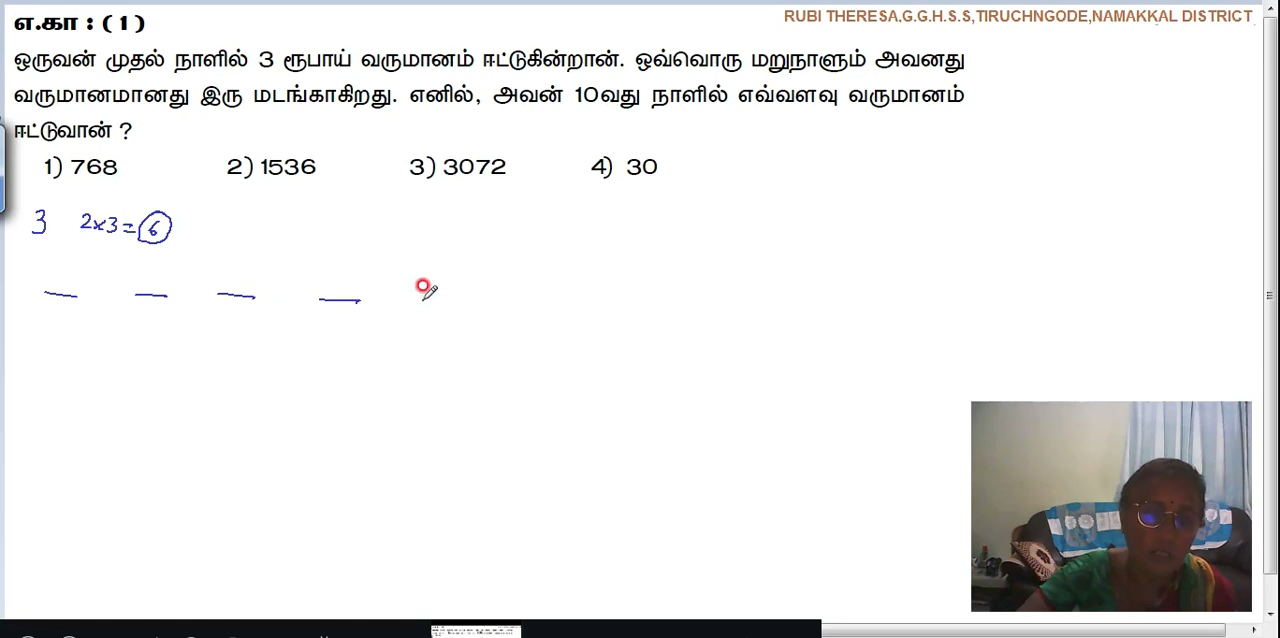 RUBI THERESA,G.G.H.S.S,TIRUCHNGODE,NAMAKKAL DISTRICT
எ.கா : ( 1 )
ஒருவன் முதல் நாளில் 3 ரூபாய் வருமானம் ஈட்டுகின்றான். ஒவ்வொரு மறுநாளும் அவனது
வருமானமானது இரு மடங்காகிறது. எனில், அவன் 10வது நாளில் எவ்வளவு வருமானம்
ஈட்டுவான் ?
1) 768 2) 1536 3) 3072 4) 30
3 2×3=6